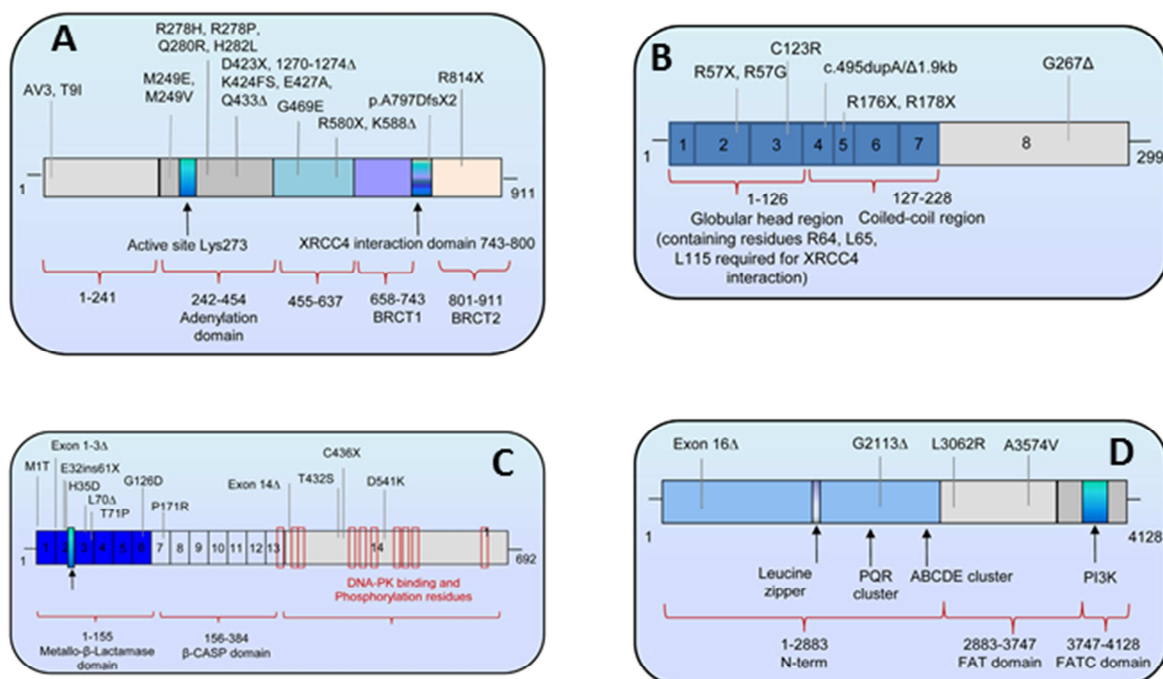 A
R278H, R278P,
Q280R, H282L
D423X, 1270-1274Δ
K424FS, E427A,
Q433Δ
M249E,
M249V
AV3, T9I
G469E
R580X, K588Δ
p.A797DfsX2
R814X
1
911
Active site Lys273
XRCC4 interaction domain 743-800
1-241
242-454
Adenylation
domain
455-637
658-743
BRCT1
801-911
BRCT2
B
C123R
R57X, R57G
c.495dupA/Δ1.9kb
R176X, R178X
G267Δ
1
1
2
3
4
5
6
7
8
299
1-126
Globular head region
(containing residues R64, L65,
L115 required for XRCC4
interaction)
127-228
Coiled-coil region
C
Exon 1-3Δ
M1T
E32ins61X
H35D
L70Δ
T71P
G126D
P171R
Exon 14Δ
T432S
C436X
D541K
1
1
2
3
4
5
6
7
8
9
10
11
12
13
14
1
692
DNA-PK binding and
Phosphorylation residues
1-155
Metallo-β-Lactamase
domain
156-384
β-CASP domain
D
Exon 16Δ
G2113Δ
L3062R
A3574V
1
4128
Leucine
zipper
PQR
cluster
ABCDE cluster
PI3K
1-2883
N-term
2883-3747
FAT domain
3747-4128
FATC domain